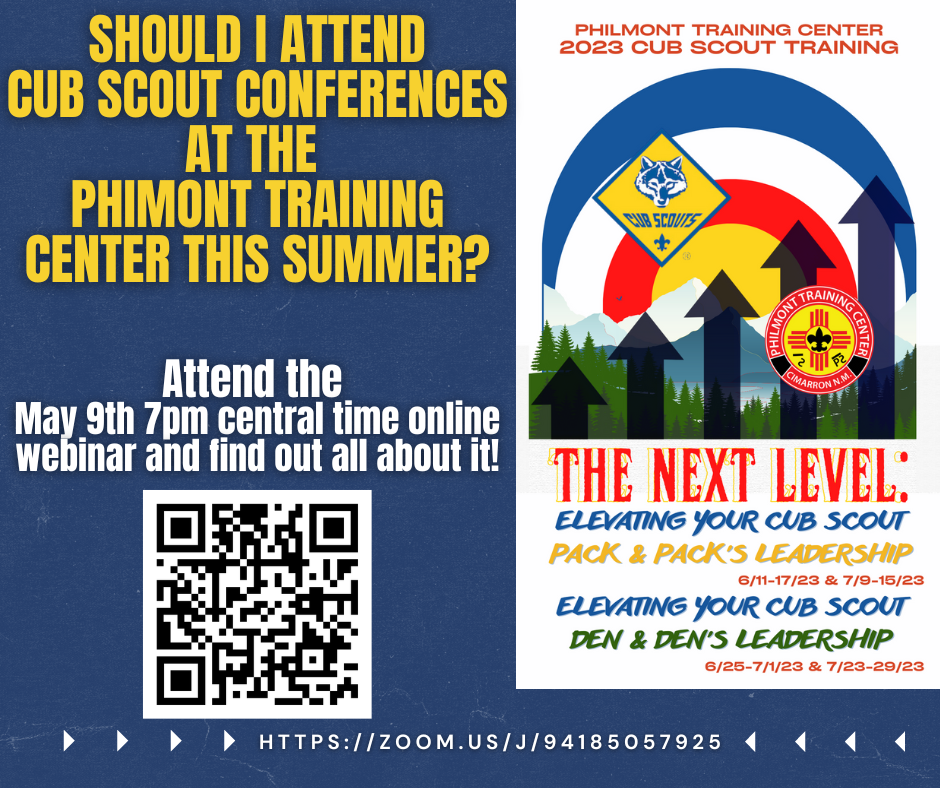 SHOULD I ATTEND
CUB SCOUT CONFERENCES
AT THE
PHIMONT TRAINING
CENTER THIS SUMMER?
Attend the
May 9th 7pm central time online
webinar and find out all about it!
HTTPS://ZOOM.US/J/94185057925
PHILMONT TRAINING CENTER
2023 CUB SCOUT TRAINING
CUB SCOUTS
®
PHILMONT TRAINING CENTER
CIMARRON N.M.
THE NEXT LEVEL:
ELEVATING YOUR CUB SCOUT
PACK & PACK'S LEADERSHIP
6/11-17/23 & 7/9-15/23
ELEVATING YOUR CUB SCOUT
DEN & DEN'S LEADERSHIP
6/25-7/1/23 & 7/23-29/23